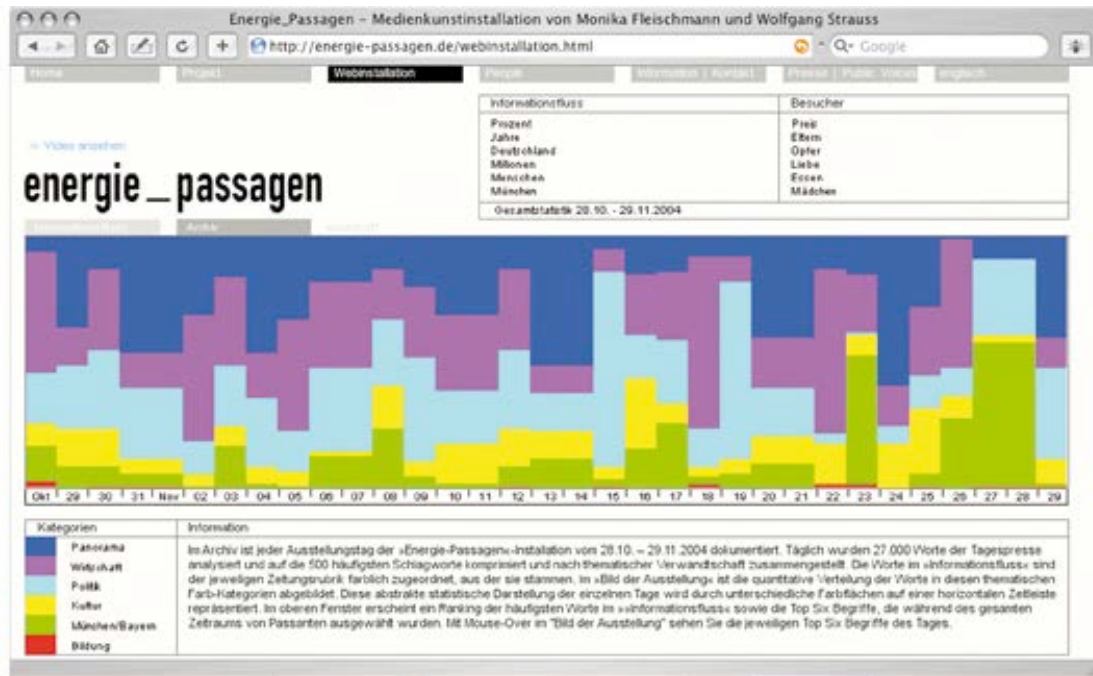 Energie_Passagen – Medienkunstinstallation von Monika Fleischmann und Wolfgang Strauss
http://energie-passagen.de/webinstallation.html
Google
Home
Projekt
Webinstallation
People
Information | Kontakt
Presse | Public Voices
englisch
Informationsfluss
Besucher
Prozent
Preis
Jahre
Eltern
Deutschland
Opfer
Millionen
Liebe
Menschen
Essen
München
Mädchen
Gesamtstatistik 28.10. - 29.11.2004
» Video ansehen
energie_passagen
Archiv
Okt 29 30 31 Nov 02 03 04 05 06 07 08 09 10 11 12 13 14 15 16 17 18 19 20 21 22 23 24 25 26 27 28 29
Kategorien
Panorama
Wirtschaft
Politik
Kultur
München/Bayern
Bildung
Information
Im Archiv ist jeder Ausstellungstag der »Energie-Passagen«-Installation vom 28.10. – 29.11.2004 dokumentiert. Täglich wurden 27.000 Worte der Tagespresse
analysiert und auf die 500 häufigsten Schlagworte komprimiert und nach thematischer Verwandtschaft zusammengestellt. Die Worte im »Informationsfluss« sind
der jeweiligen Zeitungsrubrik farblich zugeordnet, aus der sie stammen. Im »Bild der Ausstellung« ist die quantitative Verteilung der Worte in diesen thematischen
Farb-Kategorien abgebildet. Diese abstrakte statistische Darstellung der einzelnen Tage wird durch unterschiedliche Farbflächen auf einer horizontalen Zeitleiste
repräsentiert. Im oberen Fenster erscheint ein Ranking der häufigsten Worte im »»Informationsfluss« sowie die Top Six Begriffe, die während des gesamten
Zeitraums von Passanten ausgewählt wurden. Mit Mouse-Over im "Bild der Ausstellung" sehen Sie die jeweiligen Top Six Begriffe des Tages.